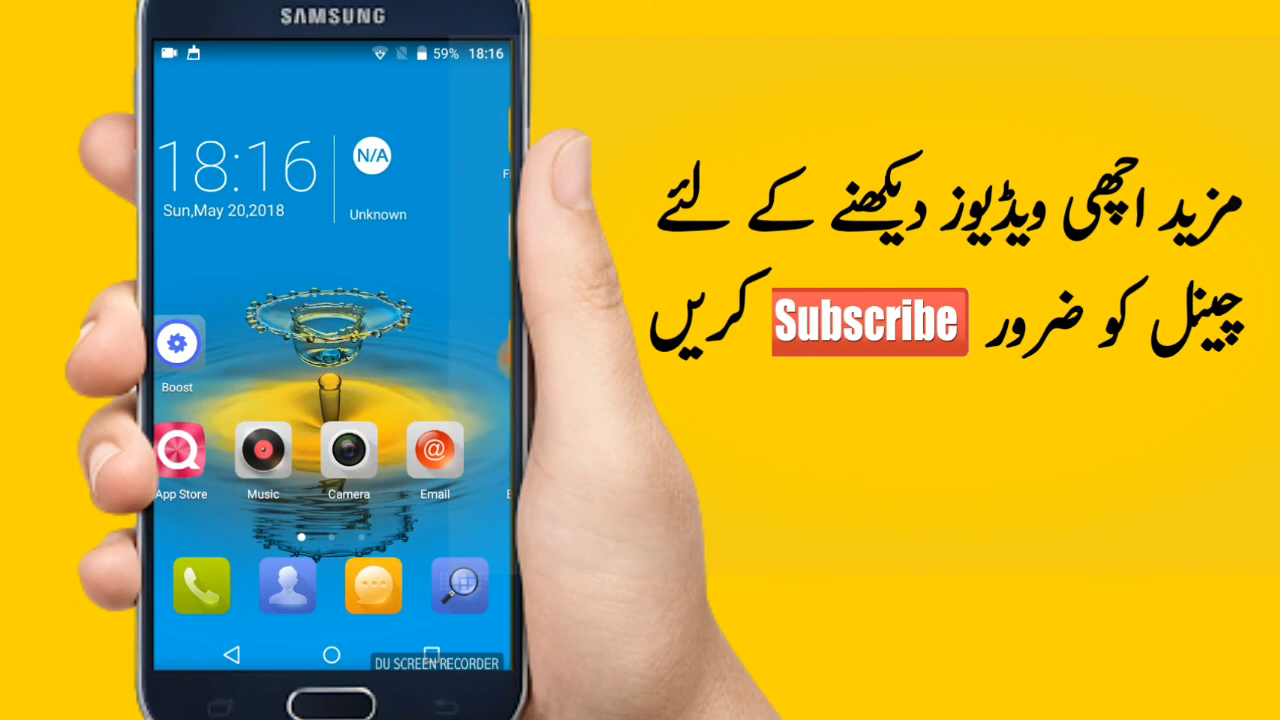 SAMSUNG
59% 18:16
18:16
Sun,May 20,2018
N/A
Unknown
Boost
App Store
Music
Camera
Email
@
DU SCREEN RECORDER
مزید اچھی ویڈیوز دیکھنے کے لئے
چینل کو ضرور Subscribe کریں